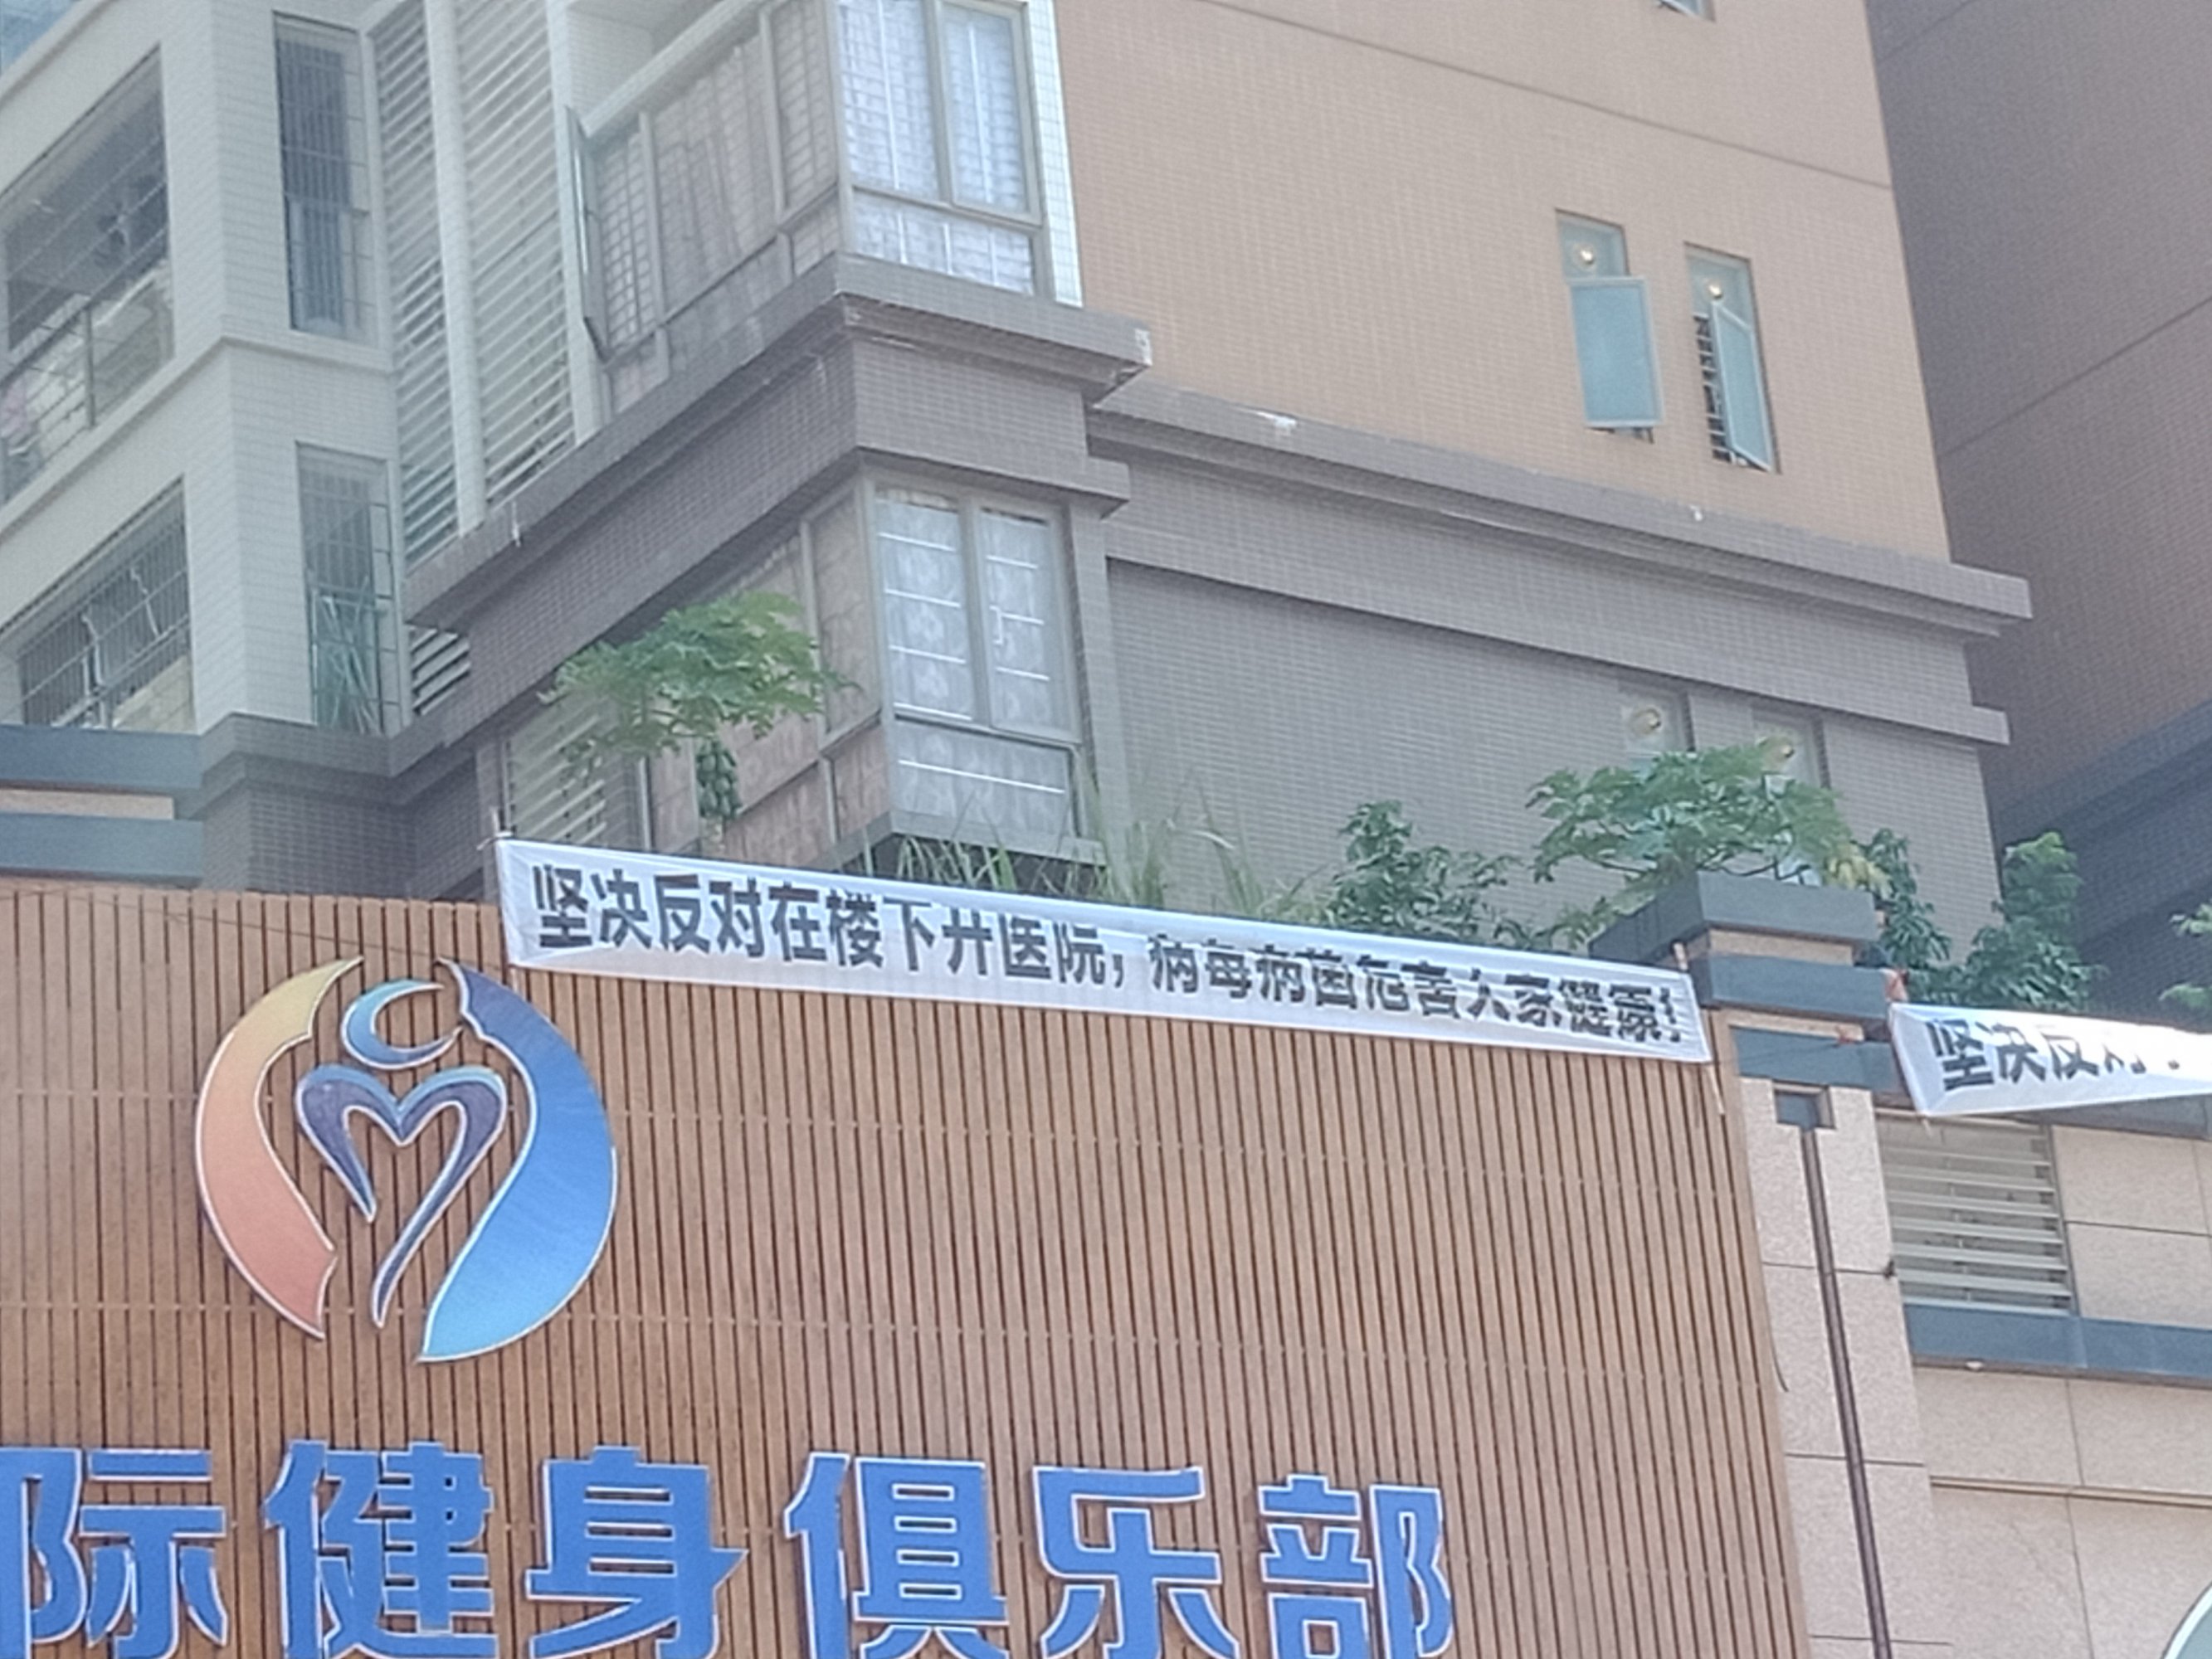 坚决反对在楼下开医院，病毒病菌危害大家健康！
坚决反对
际健身俱乐部